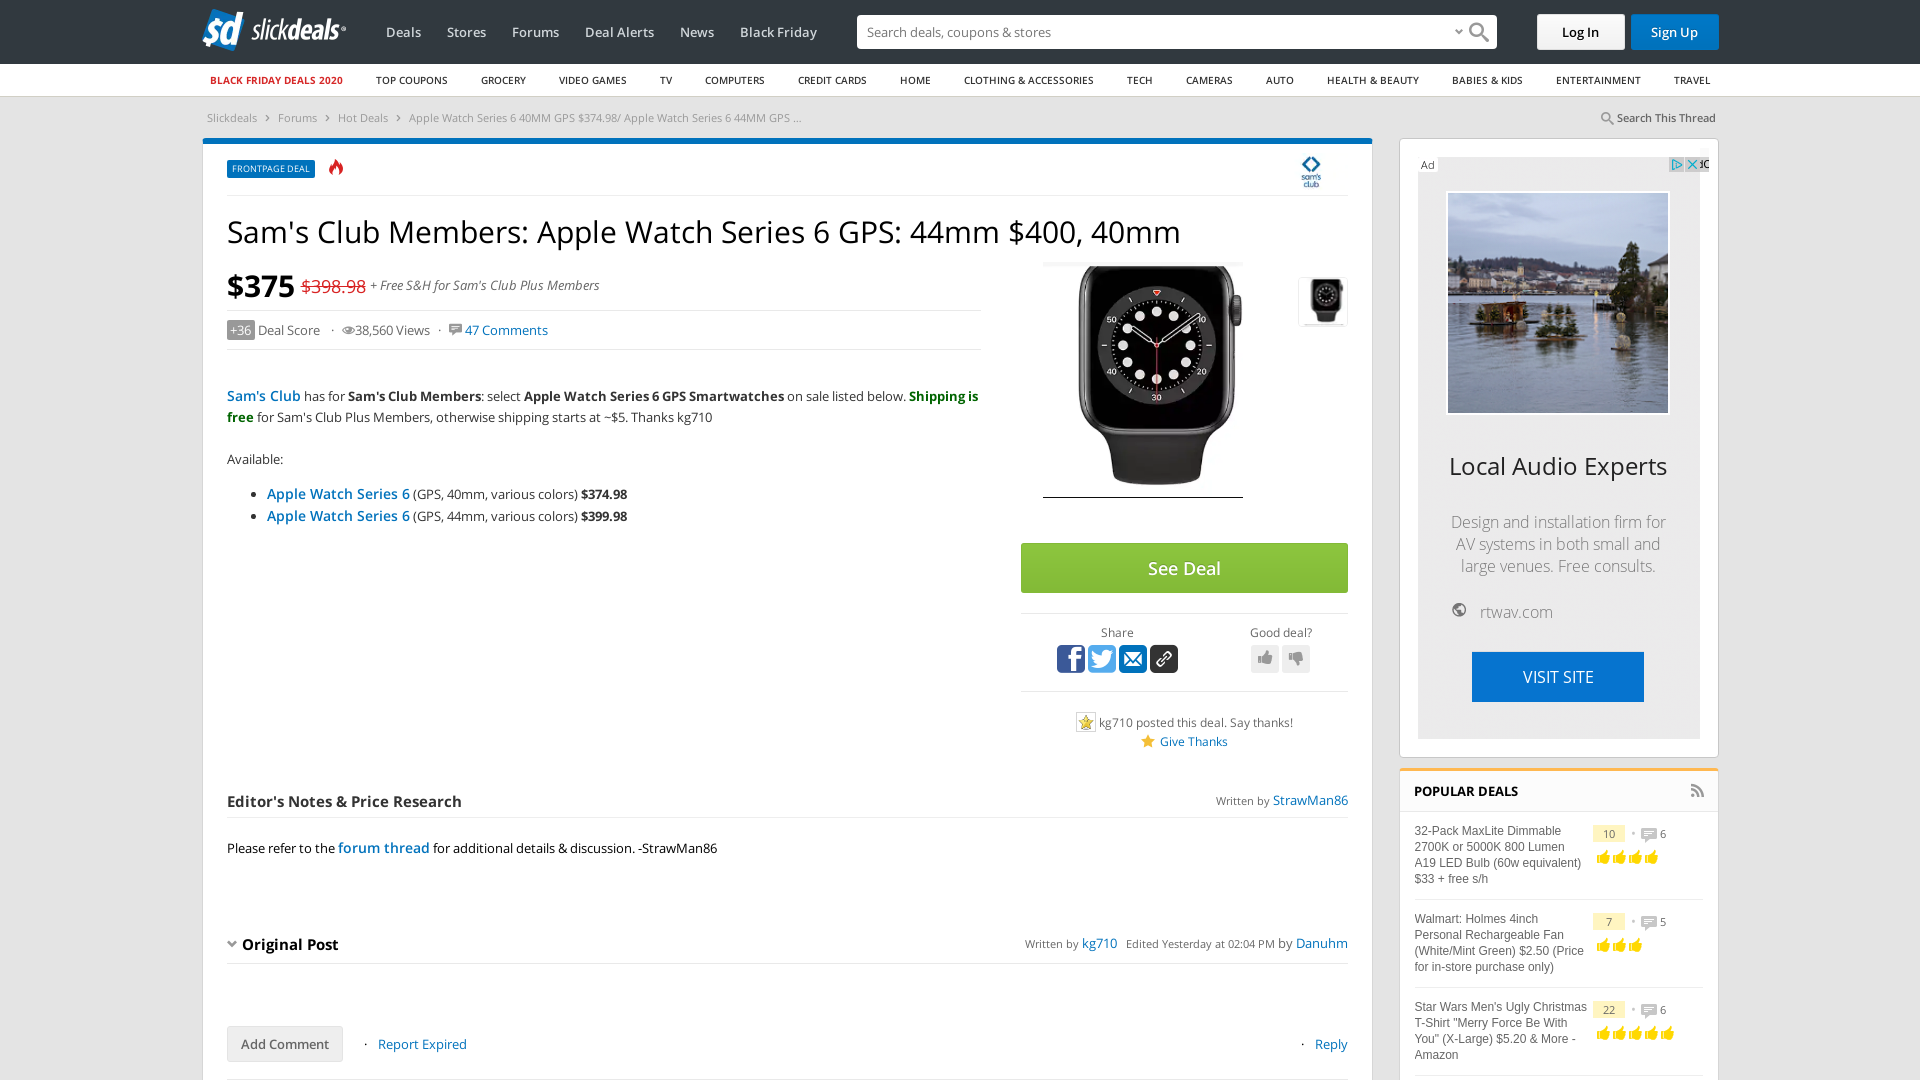 sd slickdeals
Deals Stores Forums Deal Alerts News Black Friday
Search deals, coupons & shopping
Log In Sign Up
BLACK FRIDAY DEALS 2020 TOP COUPONS GROCERY VIDEO GAMES TV COMPUTERS CREDIT CARDS HOME CLOTHING & ACCESSORIES TECH CAMERAS AUTO HEALTH & BEAUTY BABIES & KIDS ENTERTAINMENT TRAVEL
Slickdeals Forums Hot Deals Apple Watch Series 6 40MM GPS $374.98/ Apple Watch Series 6 44MM GPS ...
Search This Thread
FRONTPAGE DEAL
sam's club
Sam's Club Members: Apple Watch Series 6 GPS: 44mm $400, 40mm
$375 $398.98 + Free S&H for Sam's Club Plus Members
+36 Deal Score · 38,560 Views · 47 Comments
Sam's Club has for Sam's Club Members: select Apple Watch Series 6 GPS Smartwatches on sale listed below. Shipping is
free for Sam's Club Plus Members, otherwise shipping starts at ~$5. Thanks kg710
Available:
Apple Watch Series 6 (GPS, 40mm, various colors) $374.98
Apple Watch Series 6 (GPS, 44mm, various colors) $399.98
50 10
40 20
30
See Deal
Share
Good deal?
kg710 posted this deal. Say thanks!
Give Thanks
Editor's Notes & Price Research
Written by StrawMan86
Please refer to the forum thread for additional details & discussion. -StrawMan86
Original Post
Written by kg710 Edited Yesterday at 02:04 PM by Danuhm
Add Comment · Report Expired
· Reply
Ad
Local Audio Experts
Design and installation firm for
AV systems in both small and
large venues. Free consults.
rtwav.com
VISIT SITE
POPULAR DEALS
32-Pack MaxLite Dimmable
2700K or 5000K 800 Lumen
A19 LED Bulb (60w equivalent)
$33 + free s/h
10 • 6
Walmart: Holmes 4inch
Personal Rechargeable Fan
(White/Mint Green) $2.50 (Price
for in-store purchase only)
7 • 5
Star Wars Men's Ugly Christmas
T-Shirt "Merry Force Be With
You" (X-Large) $5.20 & More -
Amazon
22 • 6